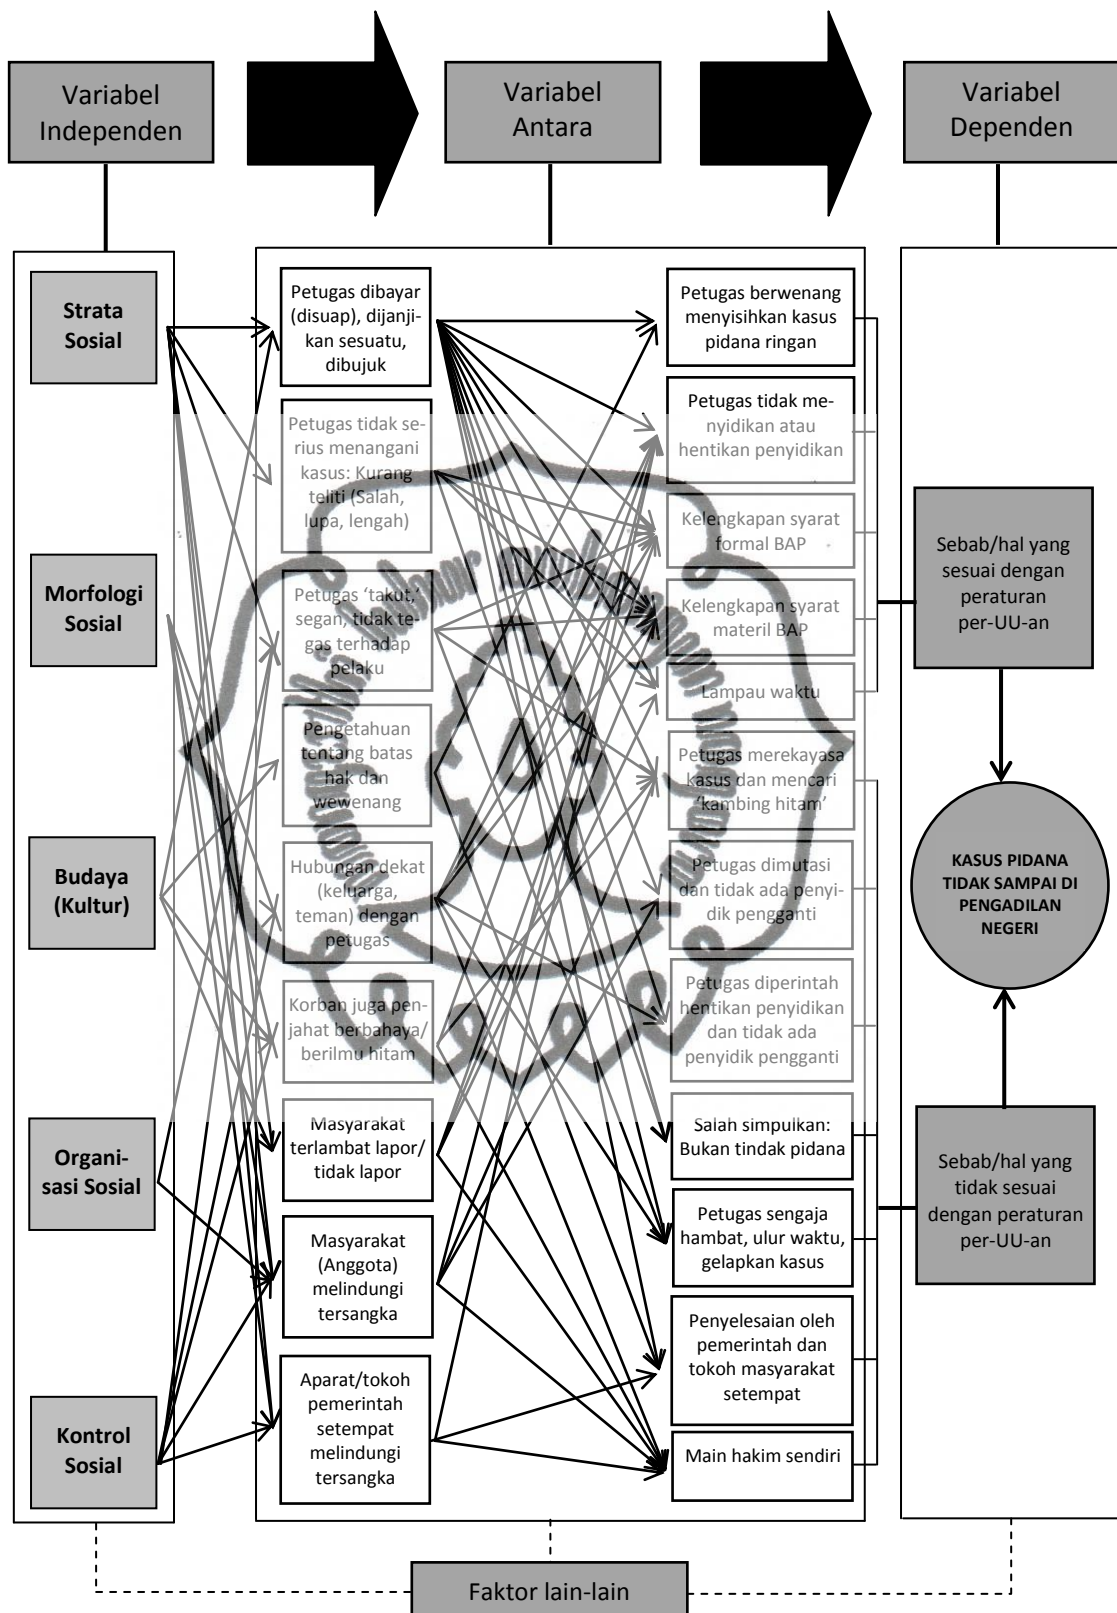 Variabel
Independen
Variabel
Antara
Variabel
Dependen
Strata
Sosial
Morfologi
Sosial
Budaya
(Kultur)
Organi-
sasi Sosial
Kontrol
Sosial
Petugas dibayar
(disuap), dijanji-
kan sesuatu,
dibujuk
Petugas tidak se-
rius menangani
kasus: Kurang
teliti (Salah,
lupa, lengah)
Petugas ‘takut,’
segan, tidak te-
gas terhadap
pelaku
Pengetahuan
tentang batas
hak dan
wewenang
Hubungan dekat
(keluarga,
teman) dengan
petugas
Korban juga pen-
jahat berbahaya/
berilmu hitam
Masyarakat
terlambat lapor/
tidak lapor
Masyarakat
(Anggota)
melindungi
tersangka
Aparat/tokoh
pemerintah
setempat
melindungi
tersangka
Petugas berwenang
menyisihkan kasus
pidana ringan
Petugas tidak me-
nyidikan atau
hentikan penyidikan
Kelengkapan syarat
formal BAP
Kelengkapan syarat
materil BAP
Lampau waktu
Petugas merekayasa
kasus dan mencari
‘kambing hitam’
Petugas dimutasi
dan tidak ada penyi-
dik pengganti
Petugas diperintah
hentikan penyidikan
dan tidak ada
penyidik pengganti
Salah simpulkan:
Bukan tindak pidana
Petugas sengaja
hambat, ulur waktu,
gelapkan kasus
Penyelesaian oleh
pemerintah dan
tokoh masyarakat
setempat
Main hakim sendiri
Sebab/hal yang
sesuai dengan
peraturan
per-UU-an
KASUS PIDANA
TIDAK SAMPAI DI
PENGADILAN
NEGERI
Sebab/hal yang
tidak sesuai
dengan peraturan
per-UU-an
Faktor lain-lain